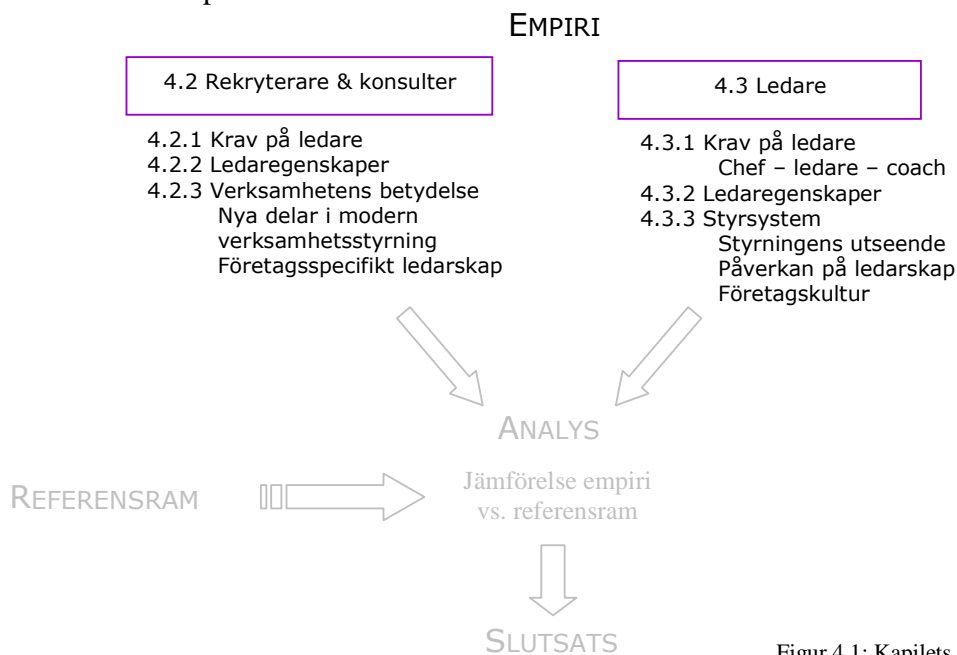 EMPIRI
4.2 Rekryterare & konsulter
4.2.1 Krav på ledare
4.2.2 Ledaregenskaper
4.2.3 Verksamhetens betydelse
Nya delar i modern
verksamhetsstyrning
Företagsspecifikt ledarskap
4.3 Ledare
4.3.1 Krav på ledare
Chef – ledare – coach
4.3.2 Ledaregenskaper
4.3.3 Styrsystem
Styrningens utseende
Påverkan på ledarskap
Företagskultur
ANALYS
Jämförelse empiri
vs. referensram
REFERENSRAM
SLUTSATS
Figur 4.1: Kapilets